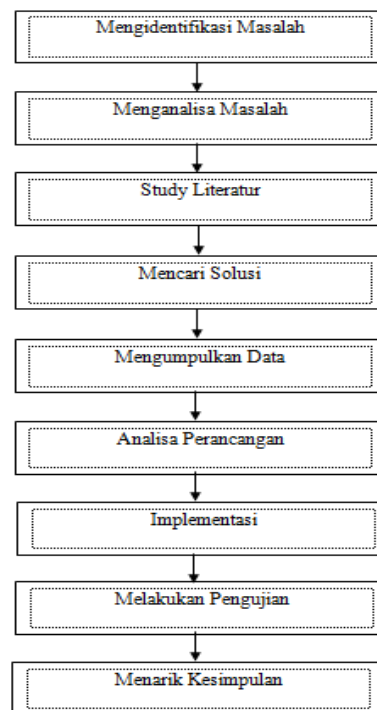 Mengidentifikasi Masalah
Menganalisa Masalah
Study Literatur
Mencari Solusi
Mengumpulkan Data
Analisa Perancangan
Implementasi
Melakukan Pengujian
Menarik Kesimpulan